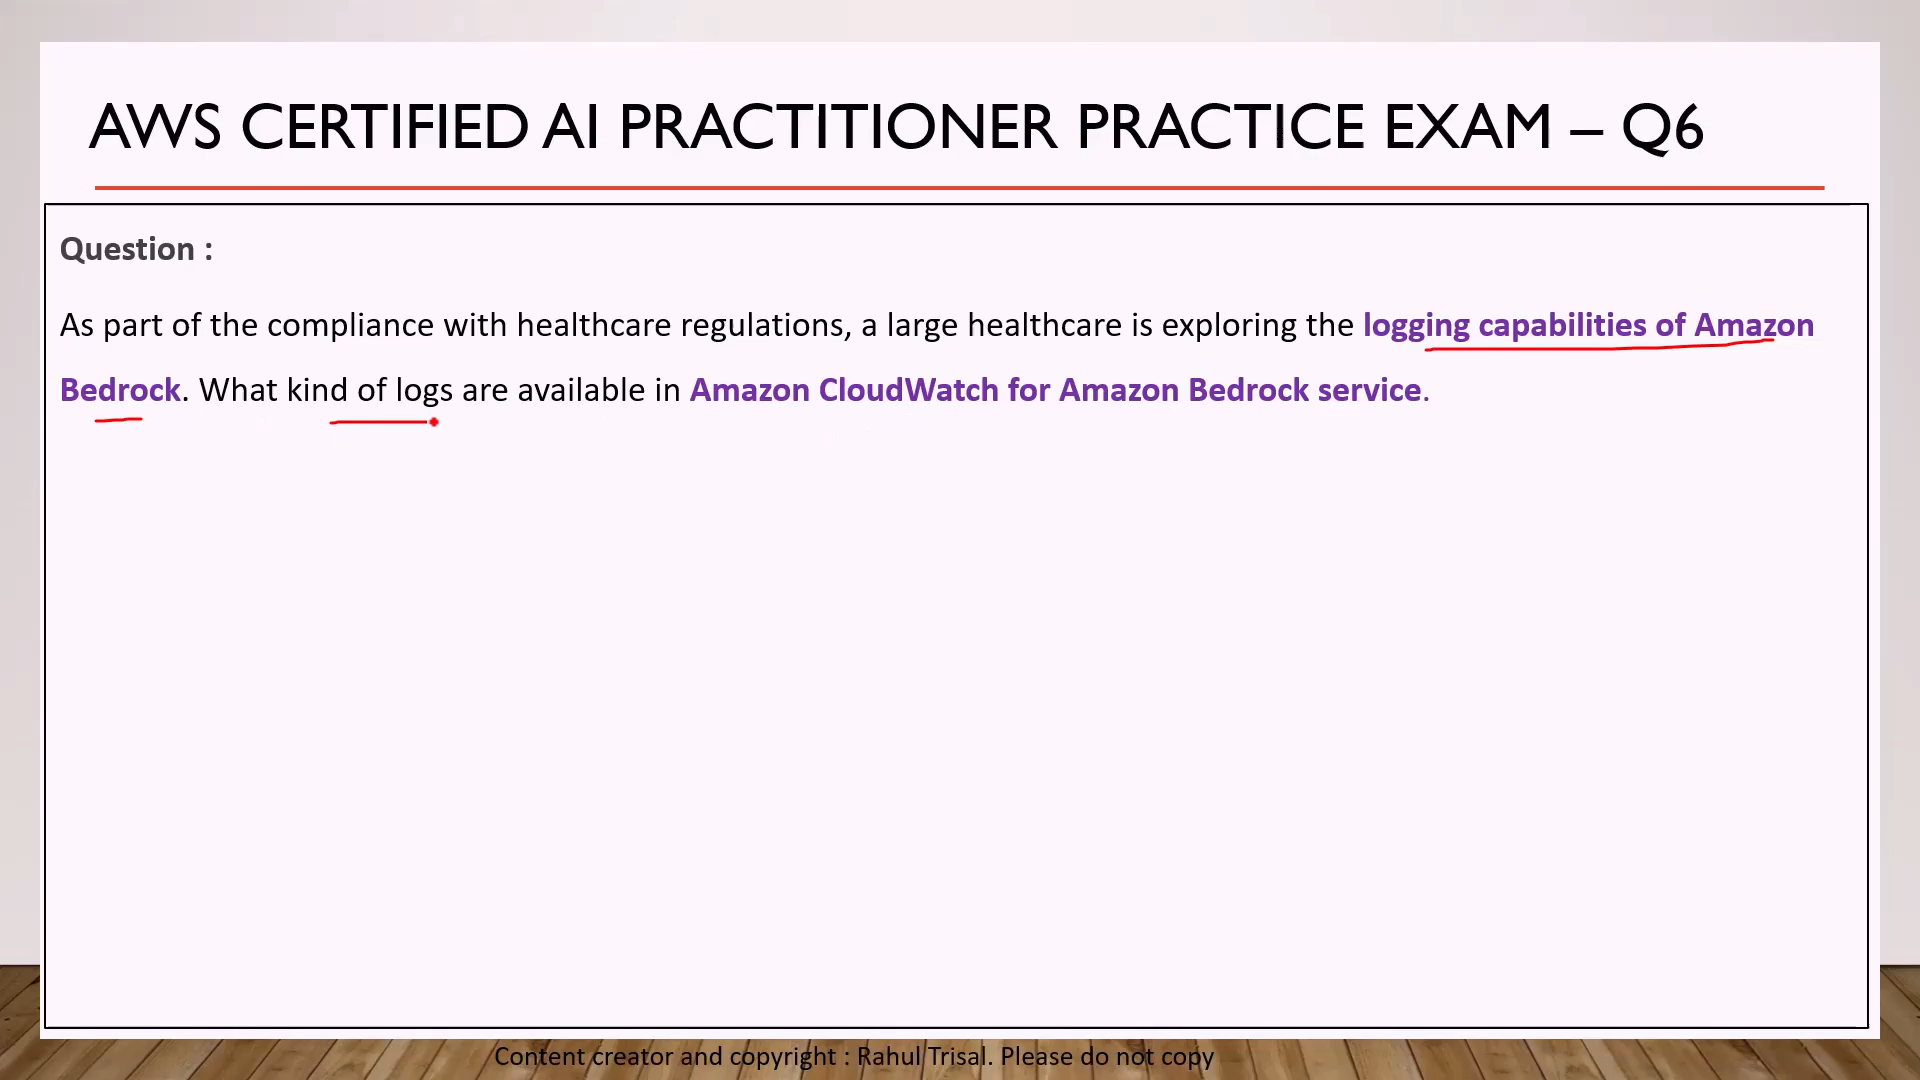 AWS CERTIFIED AI PRACTITIONER PRACTICE EXAM – Q6
Question :
As part of the compliance with healthcare regulations, a large healthcare is exploring the logging capabilities of Amazon
Bedrock. What kind of logs are available in Amazon CloudWatch for Amazon Bedrock service.
Content creator and copyright : Rahul Trisal. Please do not copy